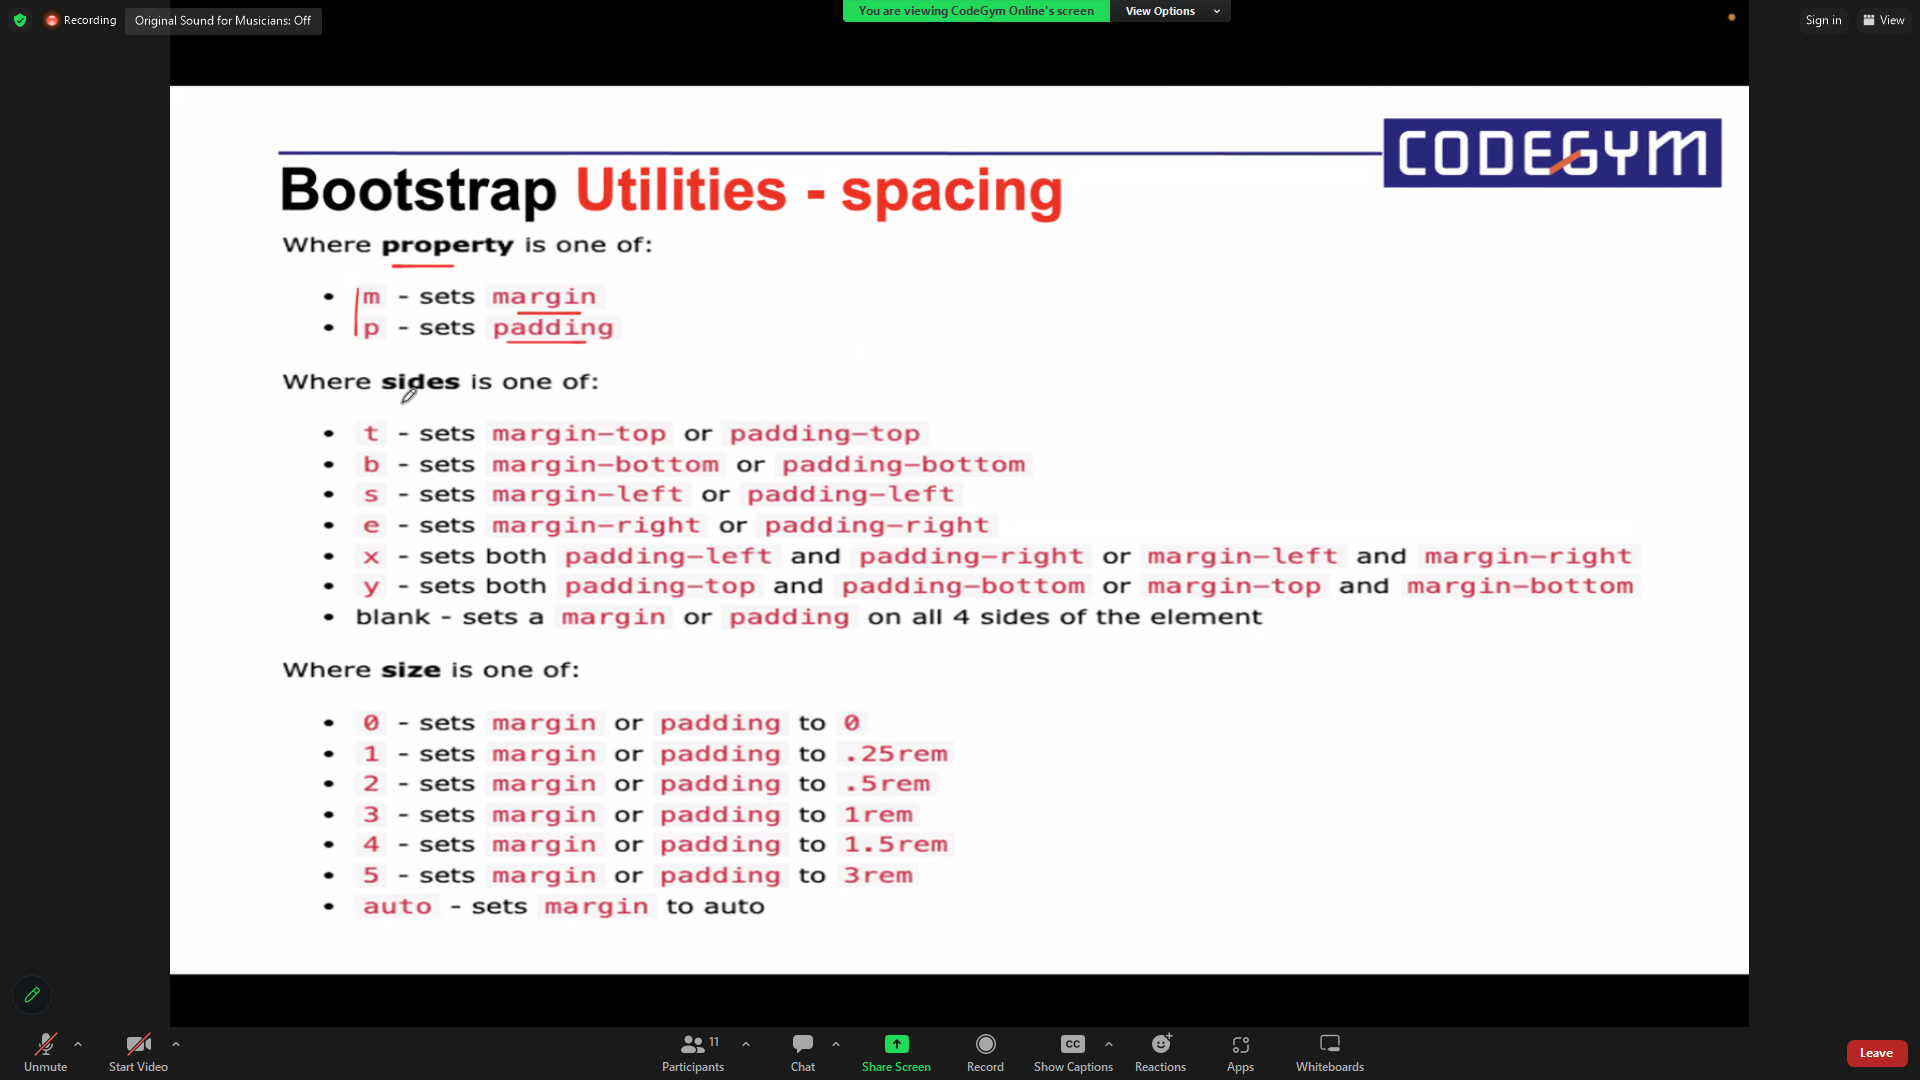 Recording
Original Sound for Musicians: Off
You are viewing CodeGym Online's screen
View Options
Sign in
View
CODEGYM
Bootstrap Utilities - spacing
Where property is one of:
• m - sets margin
• p - sets padding
Where sides is one of:
• t - sets margin-top or padding-top
• b - sets margin-bottom or padding-bottom
• s - sets margin-left or padding-left
• e - sets margin-right or padding-right
• x - sets both padding-left and padding-right or margin-left and margin-right
• y - sets both padding-top and padding-bottom or margin-top and margin-bottom
• blank - sets a margin or padding on all 4 sides of the element
Where size is one of:
• 0 - sets margin or padding to 0
• 1 - sets margin or padding to .25rem
• 2 - sets margin or padding to .5rem
• 3 - sets margin or padding to 1rem
• 4 - sets margin or padding to 1.5rem
• 5 - sets margin or padding to 3rem
• auto - sets margin to auto
Unmute
Start Video
11
Participants
Chat
Share Screen
Record
CC
Show Captions
Reactions
Apps
Whiteboards
Leave